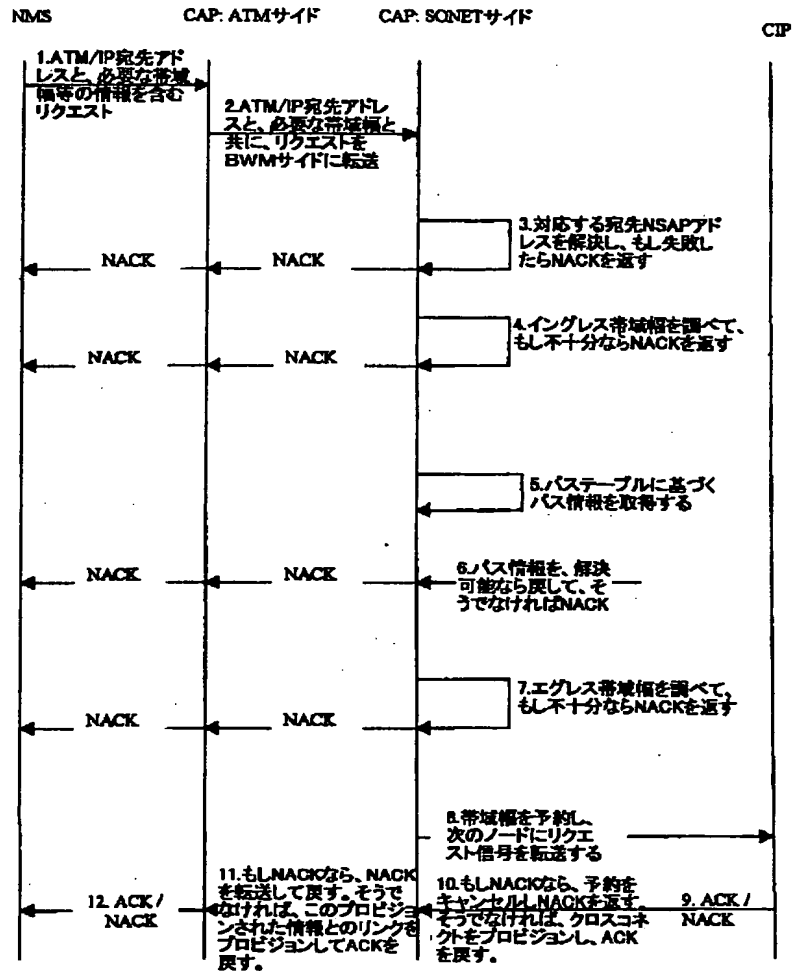 NMS
CAP: ATMサイド
CAP: SONETサイド
CIP
1.ATM/IP宛先アド
レスと、必要な帯域
幅等の情報を含む
リクエスト
2.ATM/IP宛先アドレ
スと、必要な帯域幅と
共に、リクエストを
BWMサイドに転送
3.対応する宛先NSAPアド
レスを解決し、もし失敗し
たらNACKを返す
NACK
NACK
4.イングレス帯域幅を調べて、
もし不十分ならNACKを返す
NACK
NACK
5.パステーブルに基づく
パス情報を取得する
6.パス情報を、解決
可能なら戻して、そ
うでなければNACK
NACK
NACK
7.エグレス帯域幅を調べて、
もし不十分ならNACKを返す
NACK
NACK
8.帯域幅を予約し、
次のノードにリクエ
スト信号を転送する
9. ACK /
NACK
10.もしNACKなら、予約を
キャンセルしNACKを返す。
そうでなければ、クロスコネ
クトをプロビジョンし、ACK
を戻す。
11.もしNACKなら、NACK
を転送して戻す。そうで
なければ、このプロビジョ
ンされた情報とのリンクを
プロビジョンしてACKを
戻す。
12. ACK /
NACK